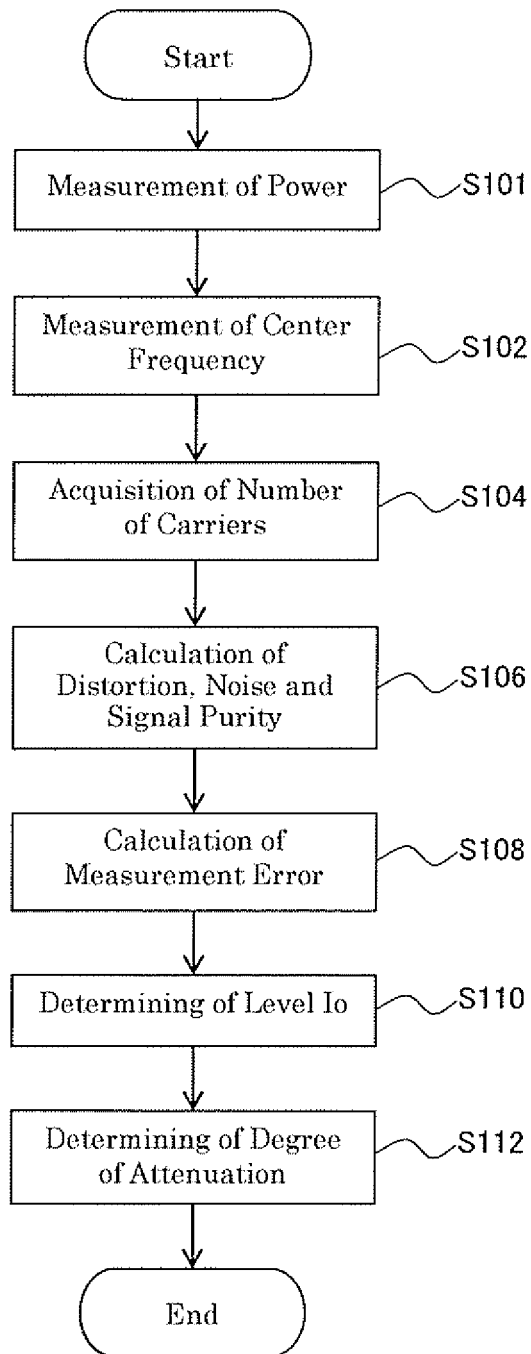 Start
Measurement of Power
S101
Measurement of Center
Frequency
S102
Acquisition of Number
of Carriers
S104
Calculation of
Distortion, Noise and
Signal Purity
S106
Calculation of
Measurement Error
S108
Determining of Level Io
S110
Determining of Degree
of Attenuation
S112
End